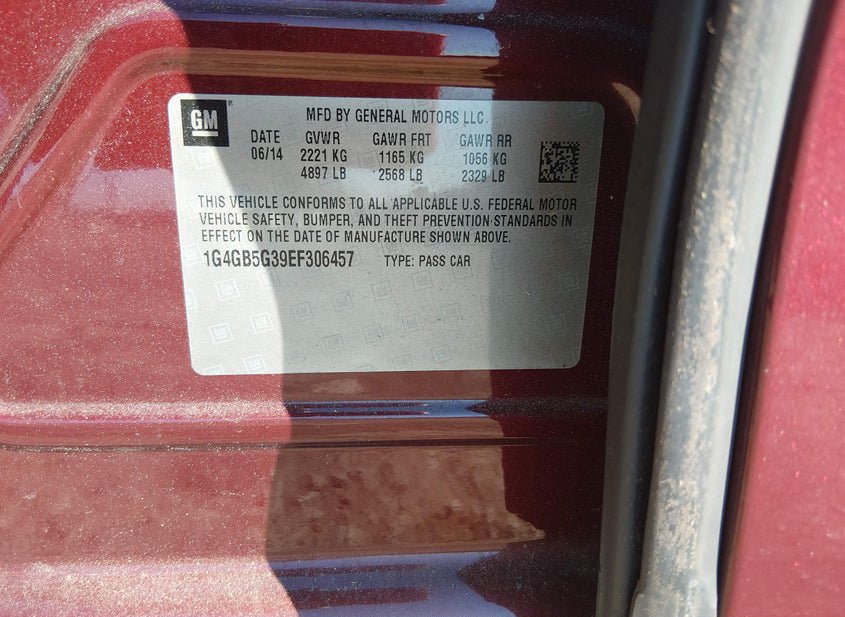 GM
MFD BY GENERAL MOTORS LLC
DATE GVWR GAWR FRT GAWR RR
06/14 2221 KG 1165 KG 1056 KG
4897 LB 2568 LB 2329 LB
THIS VEHICLE CONFORMS TO ALL APPLICABLE U.S. FEDERAL MOTOR
VEHICLE SAFETY, BUMPER, AND THEFT PREVENTION STANDARDS IN
EFFECT ON THE DATE OF MANUFACTURE SHOWN ABOVE.
1G4GB5G39EF306457 TYPE: PASS CAR